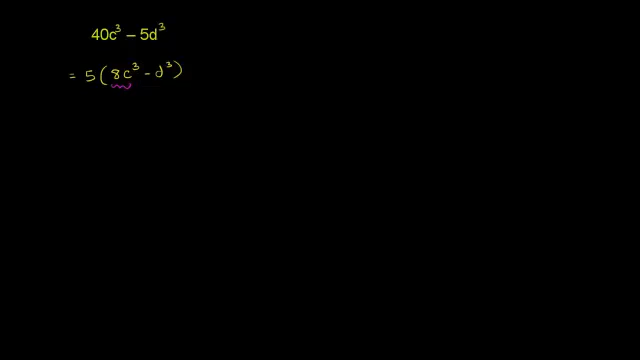 40c³ – 5d³
= 5 ( 8c³ - d³ )